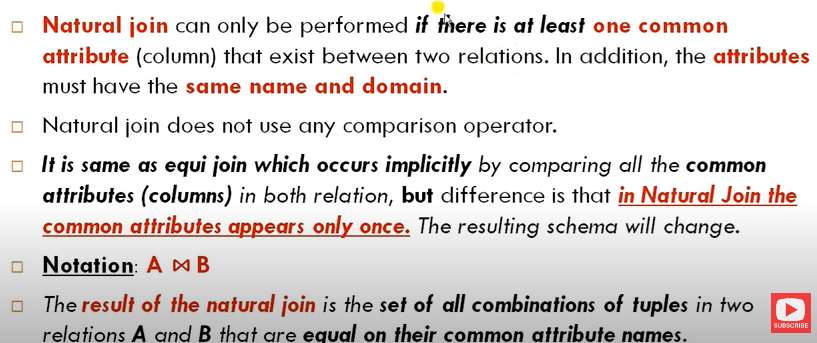 Natural join can only be performed if there is at least one common
attribute (column) that exist between two relations. In addition, the attributes
must have the same name and domain.
Natural join does not use any comparison operator.
It is same as equi join which occurs implicitly by comparing all the common
attributes (columns) in both relation, but difference is that in Natural Join the
common attributes appears only once. The resulting schema will change.
Notation: A ⋈ B
The result of the natural join is the set of all combinations of tuples in two
relations A and B that are equal on their common attribute names.
SUBSCRIBE